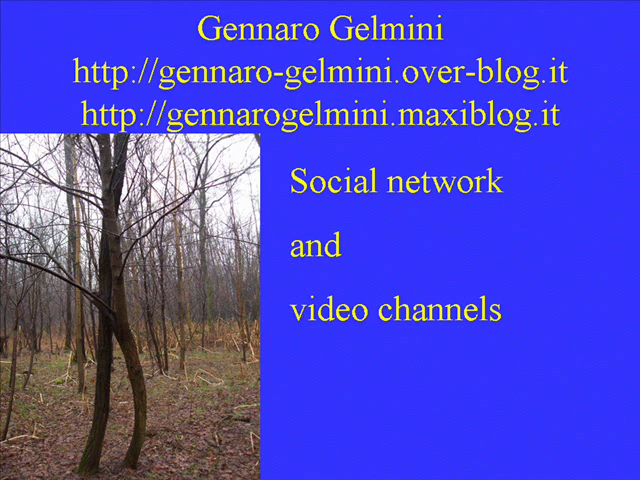 Gennaro Gelmini
http://gennaro-gelmini.over-blog.it
http://gennarogelmini.maxiblog.it
Social network
and
video channels